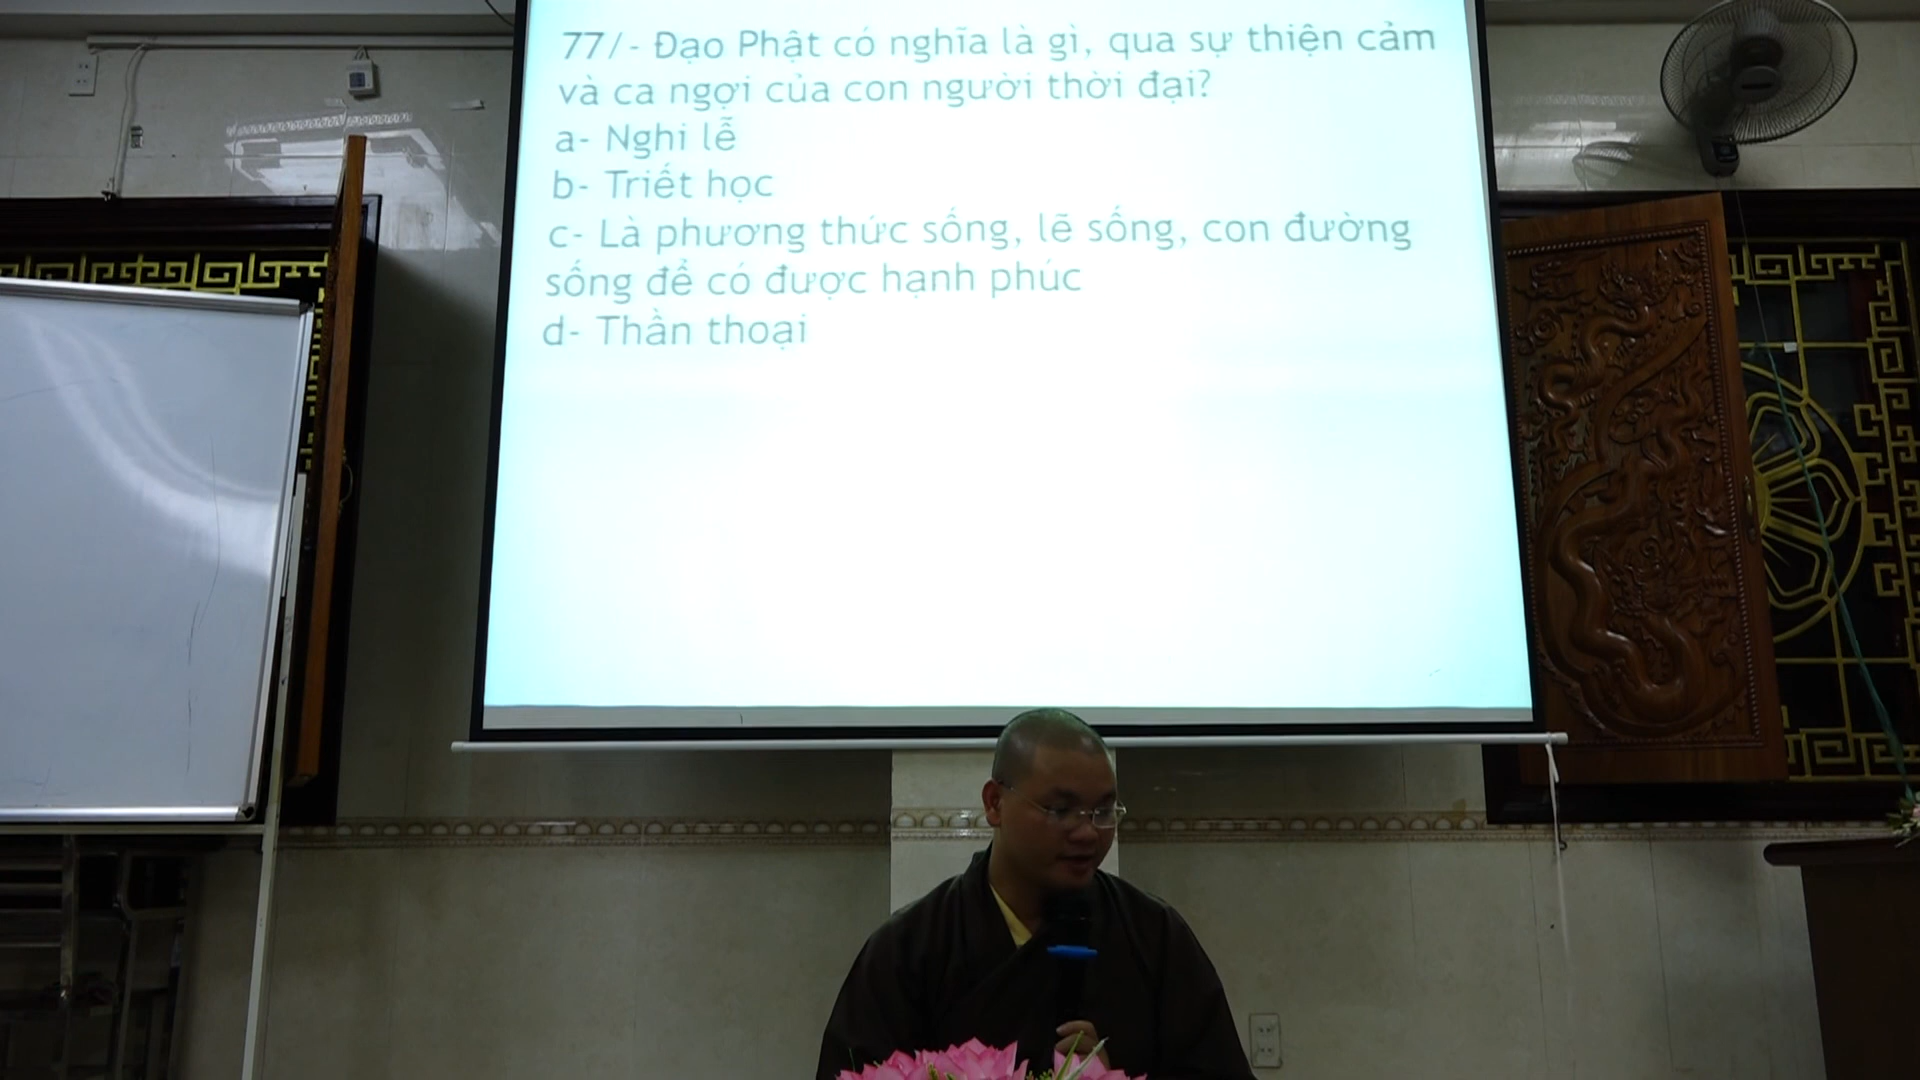 77/- Đạo Phật có nghĩa là gì, qua sự thiện cảm
và ca ngợi của con người thời đại?
a- Nghi lễ
b- Triết học
c- Là phương thức sống, lẽ sống, con đường
sống để có được hạnh phúc
d- Thần thoại